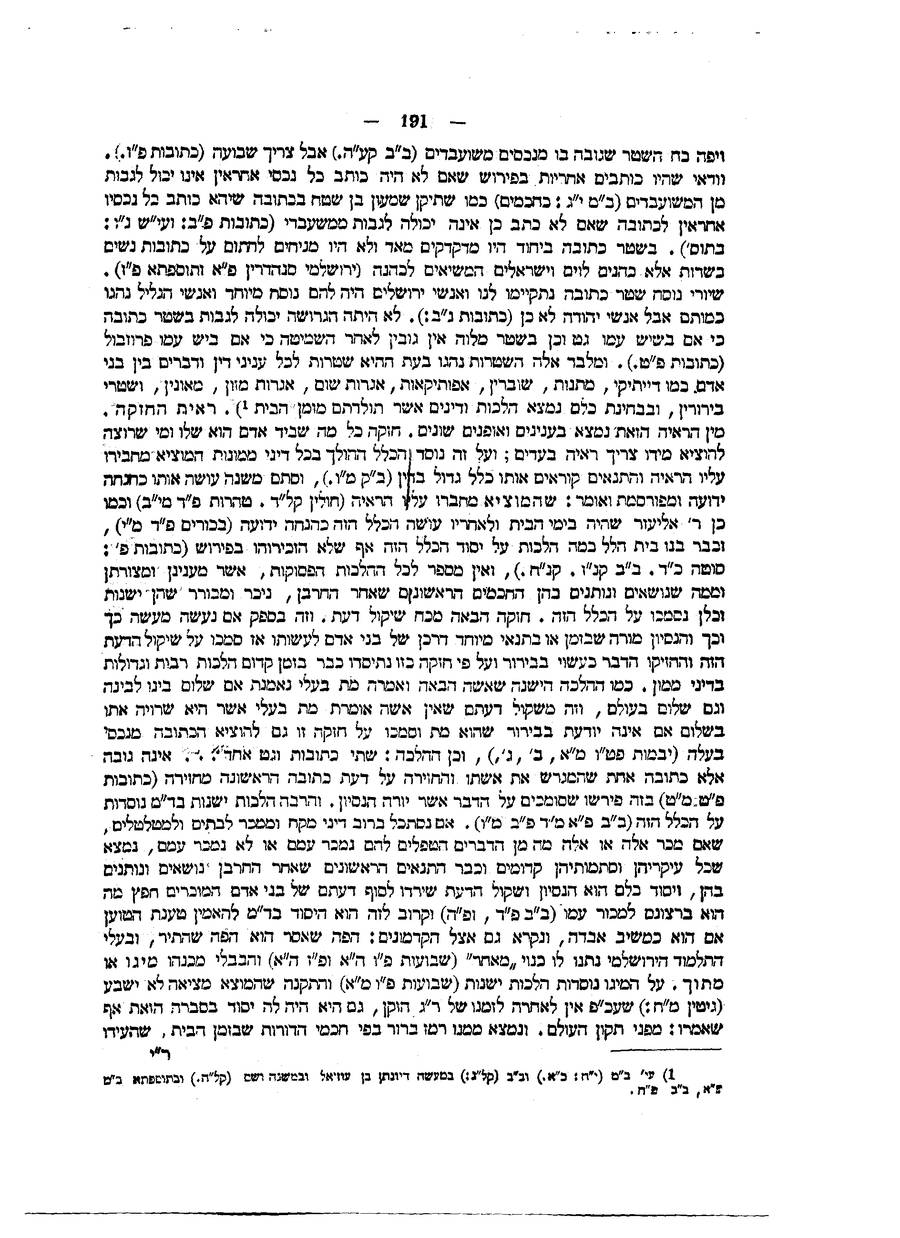 — 191 —
ויפה כח השטר שגובה בו מנכסים משועבדים (ב"ב קע"ה.) אבל צריך שבועה (כתובות פ"ו.).
וודאי שהיו כותבים אחריות בפירוש שאם לא היה כותב כל נכסי אחראין אינו יכול לגבות
מן המשועבדים (ב"מ י"ג : כחכמים) כמו שתיקן שמעון בן שטח בכתובה שיהא כותב כל נכסיו
אחראין לכתובה שאם לא כתב כן אינה יכולה לגבות ממשעבדי (כתובות פ"ב: ועי"ש נ"ו:
בתוס'). בשטר כתובה ביחוד היו מדקדקים מאד ולא היו מניחים לחתום על כתובות נשים
כשרות אלא כהנים לוים וישראלים המשיאים לכהנה (ירושלמי סנהדרין פ"א ותוספתא פ"ו).
שיורי נוסח שטר כתובה נתקיימו לנו ואנשי ירושלים היה להם נוסח מיוחד ואנשי הגליל נהגו
כמותם אבל אנשי יהודה לא כן (כתובות נ"ב:). לא היתה הגרושה יכולה לגבות בשטר כתובה
כי אם בשיש עמו גט וכן בשטר מלוה אין גובין לאחר השמיטה כי אם ביש עמו פרוזבול
(כתובות פ"ט.). ומלבד אלה השטרות נהגו בעת ההיא שטרות לכל עניני דין ודברים בין בני
אדם. כמו דייתיקי, מתנות, שוברין, אפותיקאות, אגרות שום, אגרות מזון, מאונין, ושטרי
בירורין, ובבחינת כלם נמצא הלכות ודינים אשר תולדתם מזמן הבית 1). ראית החזקה.
מין הראיה הזאת נמצא בענינים ואופנים שונים. חזקה כל מה שביד אדם הוא שלו ומי שרוצה
להוציא מידו צריך ראיה בעדים; ועל זה נוסד הכלל ההולך בכל דיני ממונות המוציא מחבירו
עליו הראיה והתנאים קוראים אותו כלל גדול בדין (ב"ק מ"ו.), וסתם משנה עושה אותו כהנחה
ידועה ומפורסמת ואומר: שהמוציא מחברו עליו הראיה (חולין קל"ד. טהרות פ"ד מי"ב) וכמו
כן ר' אליעזר שהיה בימי הבית ולאחריו עושה הכלל הזה כהנחה ידועה (בכורים פ"ד מ"י),
וכבר בנו בית הלל כמה הלכות על יסוד הכלל הזה אף שלא הזכירוהו בפירוש (כתובות פ' :
סוטה כ"ד. ב"ב קנ"ו. קנ"ח.), ואין מספר לכל ההלכות הפסוקות, אשר מענינן ומצורתן
וממה שנושאים ונותנים בהן החכמים הראשונים שאחר החרבן, ניכר ומבורר שהן ישנות
וכלן נסמכו על הכלל הזה. חזקה הבאה מכח שיקול דעת. וזה בספק אם נעשה מעשה כך
וכך והנסיון מורה שבזמן או בתנאי מיוחד דרכן של בני אדם לעשותו אז סמכו על שיקול הדעת
הזה והחזיקו הדבר כעשוי בבירור ועל פי חזקה כזו נתיסדו כבר בזמן קדום הלכות רבות וגדולות
בדיני ממון. כמו ההלכה הישנה שאשה הבאה ואמרה מת בעלי נאמנת אם שלום בינו לבינה
וגם שלום בעולם, וזה משקול דעתם שאין אשה אומרת מת בעלי אשר היא שרויה אתו
בשלום אם אינה יודעת בבירור שהוא מת וסמכו על חזקה זו גם להוציא הכתובה מנכסי
בעלה (יבמות פט"ו מ"א, ב', ג',), וכן ההלכה: שתי כתובות וגט אחד . . . אינה גובה
אלא כתובה אחת שהמגרש את אשתו והחזירה על דעת כתובה הראשונה מחזירה (כתובות
פ"ט מ"ט) בזה פירשו שסומכים על הדבר אשר יורה הנסיון. והרבה הלכות ישנות בד"מ נוסדות
על הכלל הזה (ב"ב פ"א מ"ד פ"ב מ"ו). אם נסתכל ברוב דיני מקח וממכר לבתים ולמטלטלים,
שאם מכר אלה או אלה מה מן הדברים הטפלים להם נמכר עמם או לא נמכר עמם, נמצא
שכל עיקריהן וסתמותיהן קדומים וכבר התנאים הראשונים שאחר החרבן נושאים ונותנים
בהן, ויסוד כלם הוא הנסיון ושקול הדעת שירדו לסוף דעתם של בני אדם המוכרים חפץ מה
הוא ברצונם למכור עמו (ב"ב פ"ד, ופ"ה) וקרוב לזה הוא היסוד בד"מ להאמין טענת הטוען
אם הוא כמשיב אבדה, ונקרא גם אצל הקדמונים: הפה שאסר הוא הפה שהתיר, ובעלי
התלמוד הירושלמי נתנו לו כנוי „מאחר" (שבועות פ"ו ה"א ופ"ז ה"א) והבבלי מכנהו מיגו או
מתוך. על המיגו נוסדות הלכות ישנות (שבועות פ"ו מ"א) והתקנה שהמוצא מציאה לא ישבע
(גיטין מ"ח:) שעכ"פ אין לאחרה לזמנו של ר"ג הזקן, גם היא היה לה יסוד בסברה הזאת אף
שאמרו: מפני תקון העולם. ונמצא ממנו רמז ברור בפי חכמי הדורות שבזמן הבית, שהעידו
ר"י
1) עי' ב"מ (י"ח: כ"א.) וב"ב (קל"ג:) במעשה דיונתן בן עוזיאל ובמשנה ושם (קל"ה.) ובתוספתא ב"מ
פ"א, ב"ב פ"ח.